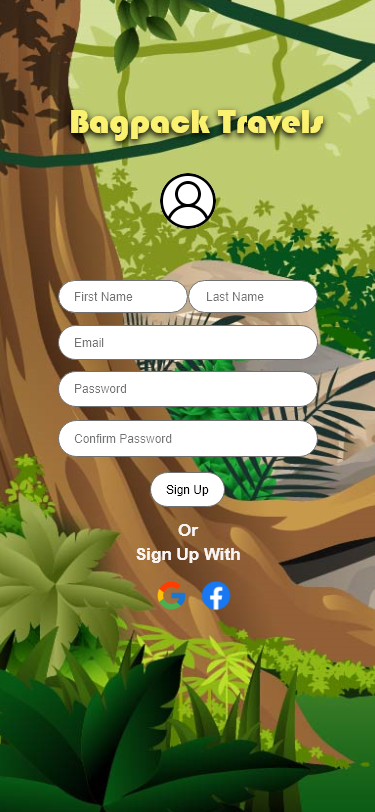 Bagpack Travels
First Name Last Name
Email
Password
Confirm Password
Sign Up
Or
Sign Up With